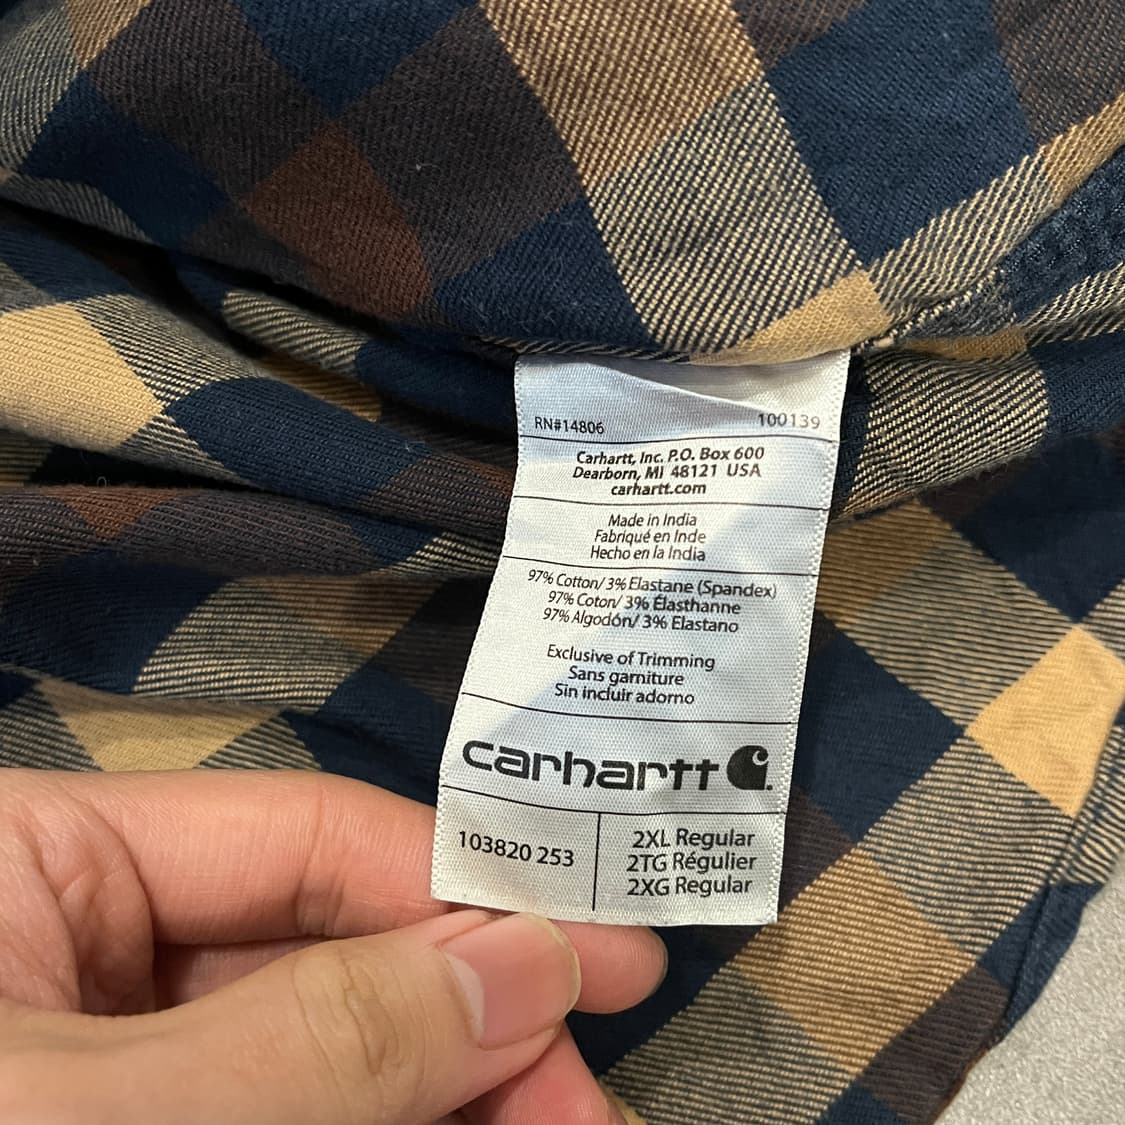 RN#14806 100139
Carhartt, Inc. P.O. Box 600
Dearborn, MI 48121 USA
carhartt.com
Made in India
Fabriqué en Inde
Hecho en la India
97% Cotton/ 3% Elastane (Spandex)
97% Coton/ 3% Élasthanne
97% Algodón/ 3% Elastano
Exclusive of Trimming
Sans garniture
Sin incluir adorno
carhartt
103820 253
2XL Regular
2TG Régulier
2XG Regular